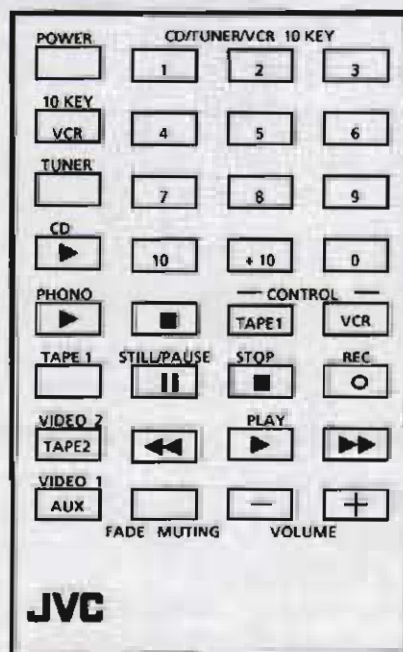 POWER CD/TUNER/VCR 10 KEY
1 2 3
10 KEY
VCR 4 5 6
TUNER
7 8 9
CD
10 +10 0
PHONO — CONTROL —
TAPE1 VCR
TAPE 1 STILL/PAUSE STOP REC
VIDEO 2 PLAY
TAPE2
VIDEO 1
AUX − +
FADE MUTING VOLUME
JVC